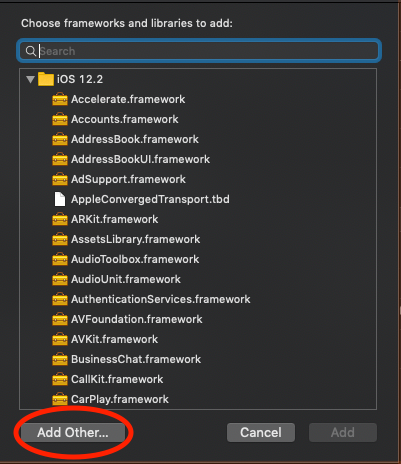 Choose frameworks and libraries to add:
Search
iOS 12.2
Accelerate.framework
Accounts.framework
AddressBook.framework
AddressBookUI.framework
AdSupport.framework
AppleConvergedTransport.tbd
ARKit.framework
AssetsLibrary.framework
AudioToolbox.framework
AudioUnit.framework
AuthenticationServices.framework
AVFoundation.framework
AVKit.framework
BusinessChat.framework
CallKit.framework
CarPlay.framework
Add Other... Cancel Add